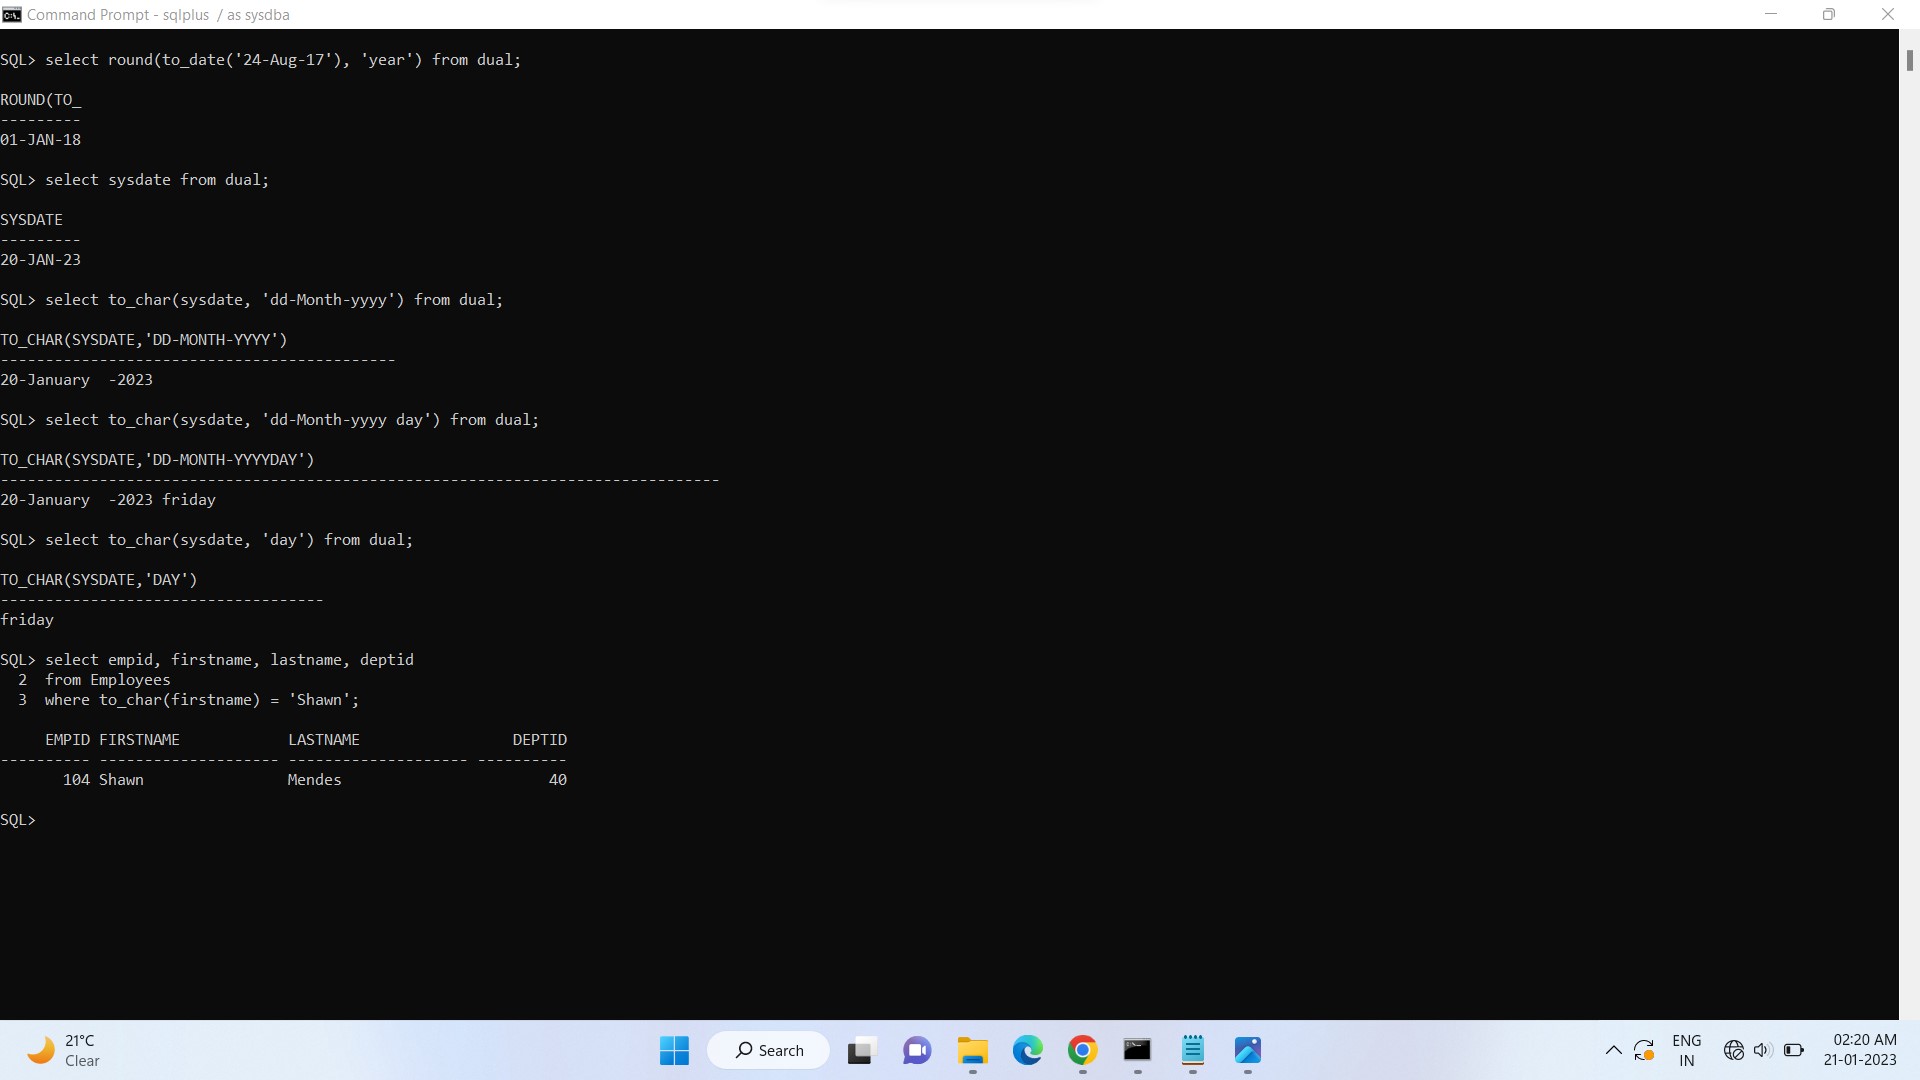 Command Prompt - sqlplus  / as sysdba
SQL> select round(to_date('24-Aug-17'), 'year') from dual;
ROUND(TO_
---------
01-JAN-18
SQL> select sysdate from dual;
SYSDATE
---------
20-JAN-23
SQL> select to_char(sysdate, 'dd-Month-yyyy') from dual;
TO_CHAR(SYSDATE,'DD-MONTH-YYYY')
--------------------------------------------
20-January  -2023
SQL> select to_char(sysdate, 'dd-Month-yyyy day') from dual;
TO_CHAR(SYSDATE,'DD-MONTH-YYYYDAY')
--------------------------------------------------------------------------------
20-January  -2023 friday
SQL> select to_char(sysdate, 'day') from dual;
TO_CHAR(SYSDATE,'DAY')
------------------------------------
friday
SQL> select empid, firstname, lastname, deptid
  2  from Employees
  3  where to_char(firstname) = 'Shawn';
     EMPID FIRSTNAME            LASTNAME                 DEPTID
---------- -------------------- -------------------- ----------
       104 Shawn                Mendes                       40
SQL>
21°C
Clear
Search
ENG
IN
02:20 AM
21-01-2023